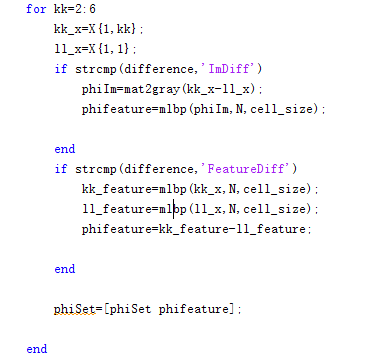 for kk=2:6
kk_x=X{1,kk};
ll_x=X{1,1};
if strcmp(difference,'ImDiff')
phiIm=mat2gray(kk_x-ll_x);
phifeature=mlbp(phiIm,N,cell_size);
end
if strcmp(difference,'FeatureDiff')
kk_feature=mlbp(kk_x,N,cell_size);
ll_feature=mlbp(ll_x,N,cell_size);
phifeature=kk_feature-ll_feature;
end
phiSet=[phiSet phifeature];
end